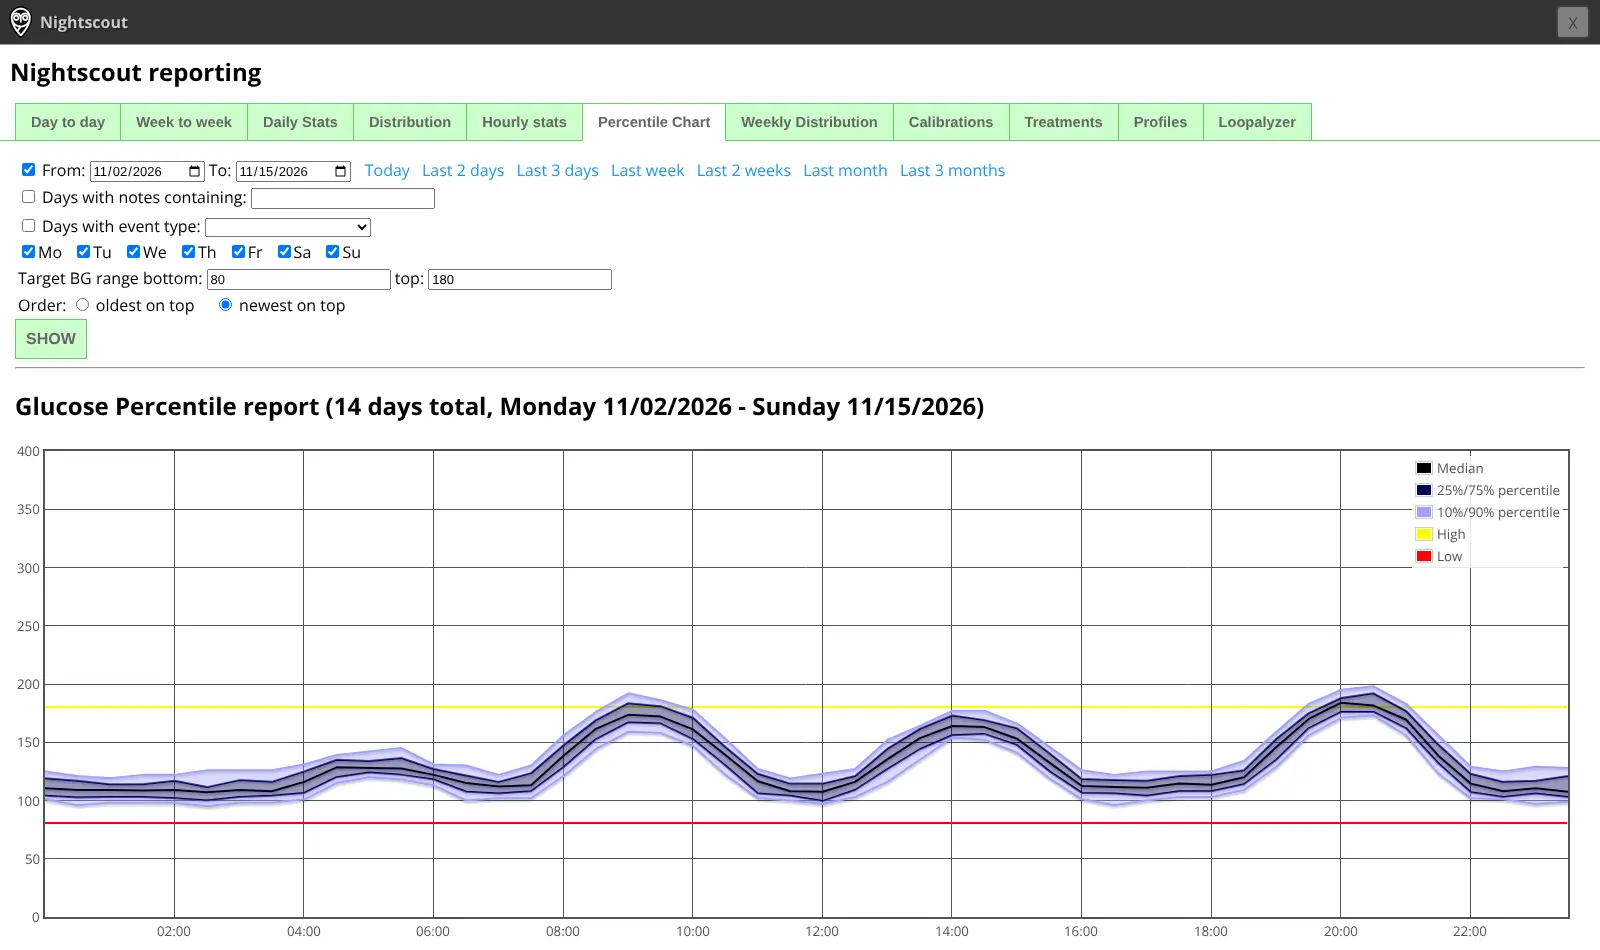 Nightscout
X
Nightscout reporting
Day to day Week to week Daily Stats Distribution Hourly stats Percentile Chart Weekly Distribution Calibrations Treatments Profiles Loopalyzer
From: 11/02/2026 To: 11/15/2026 Today Last 2 days Last 3 days Last week Last 2 weeks Last month Last 3 months
Days with notes containing:
Days with event type:
Mo Tu We Th Fr Sa Su
Target BG range bottom: 80 top: 180
Order: oldest on top newest on top
SHOW
Glucose Percentile report (14 days total, Monday 11/02/2026 - Sunday 11/15/2026)
400
350
300
250
200
150
100
50
0
Median
25%/75% percentile
10%/90% percentile
High
Low
02:00 04:00 06:00 08:00 10:00 12:00 14:00 16:00 18:00 20:00 22:00